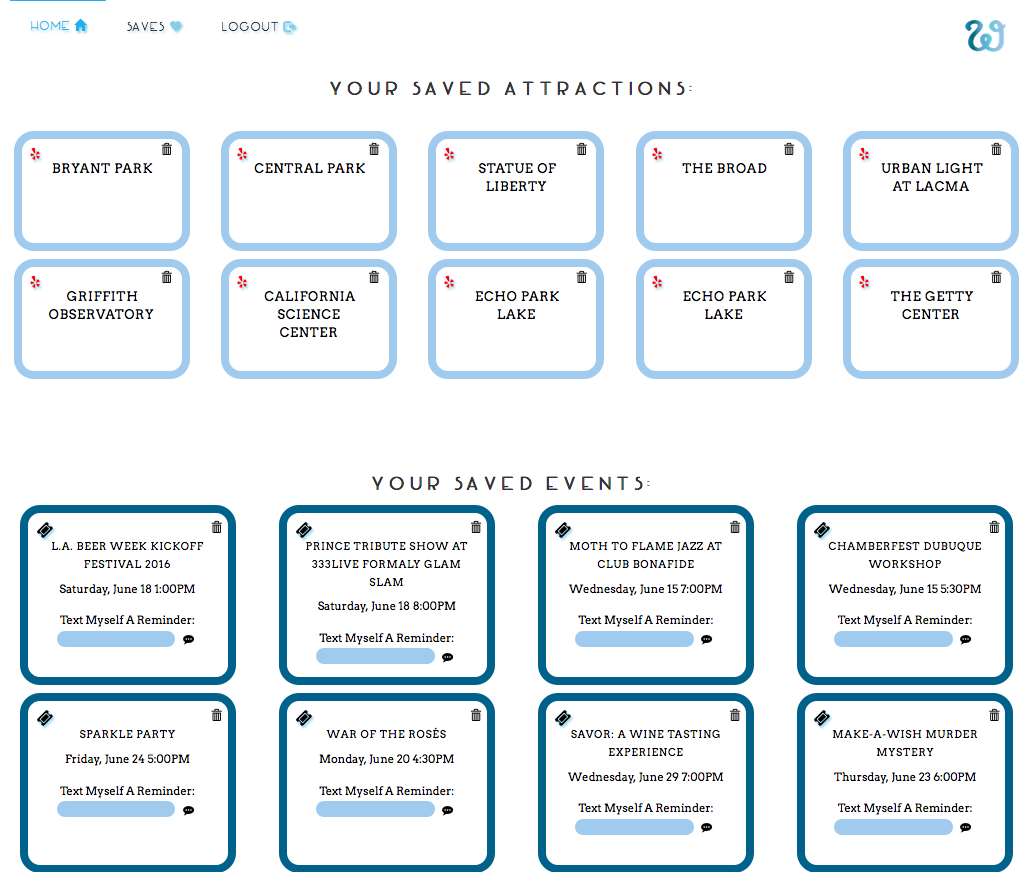 HOME
SAVES
LOGOUT
W
YOUR SAVED ATTRACTIONS:
BRYANT PARK
CENTRAL PARK
STATUE OF
LIBERTY
THE BROAD
URBAN LIGHT
AT LACMA
GRIFFITH
OBSERVATORY
CALIFORNIA
SCIENCE
CENTER
ECHO PARK
LAKE
ECHO PARK
LAKE
THE GETTY
CENTER
YOUR SAVED EVENTS:
L.A. BEER WEEK KICKOFF
FESTIVAL 2016
Saturday, June 18 1:00PM
Text Myself A Reminder:
PRINCE TRIBUTE SHOW AT
333LIVE FORMALY GLAM
SLAM
Saturday, June 18 8:00PM
Text Myself A Reminder:
MOTH TO FLAME JAZZ AT
CLUB BONAFIDE
Wednesday, June 15 7:00PM
Text Myself A Reminder:
CHAMBERFEST DUBUQUE
WORKSHOP
Wednesday, June 15 5:30PM
Text Myself A Reminder:
SPARKLE PARTY
Friday, June 24 5:00PM
Text Myself A Reminder:
WAR OF THE ROSÉS
Monday, June 20 4:30PM
Text Myself A Reminder:
SAVOR: A WINE TASTING
EXPERIENCE
Wednesday, June 29 7:00PM
Text Myself A Reminder:
MAKE-A-WISH MURDER
MYSTERY
Thursday, June 23 6:00PM
Text Myself A Reminder: